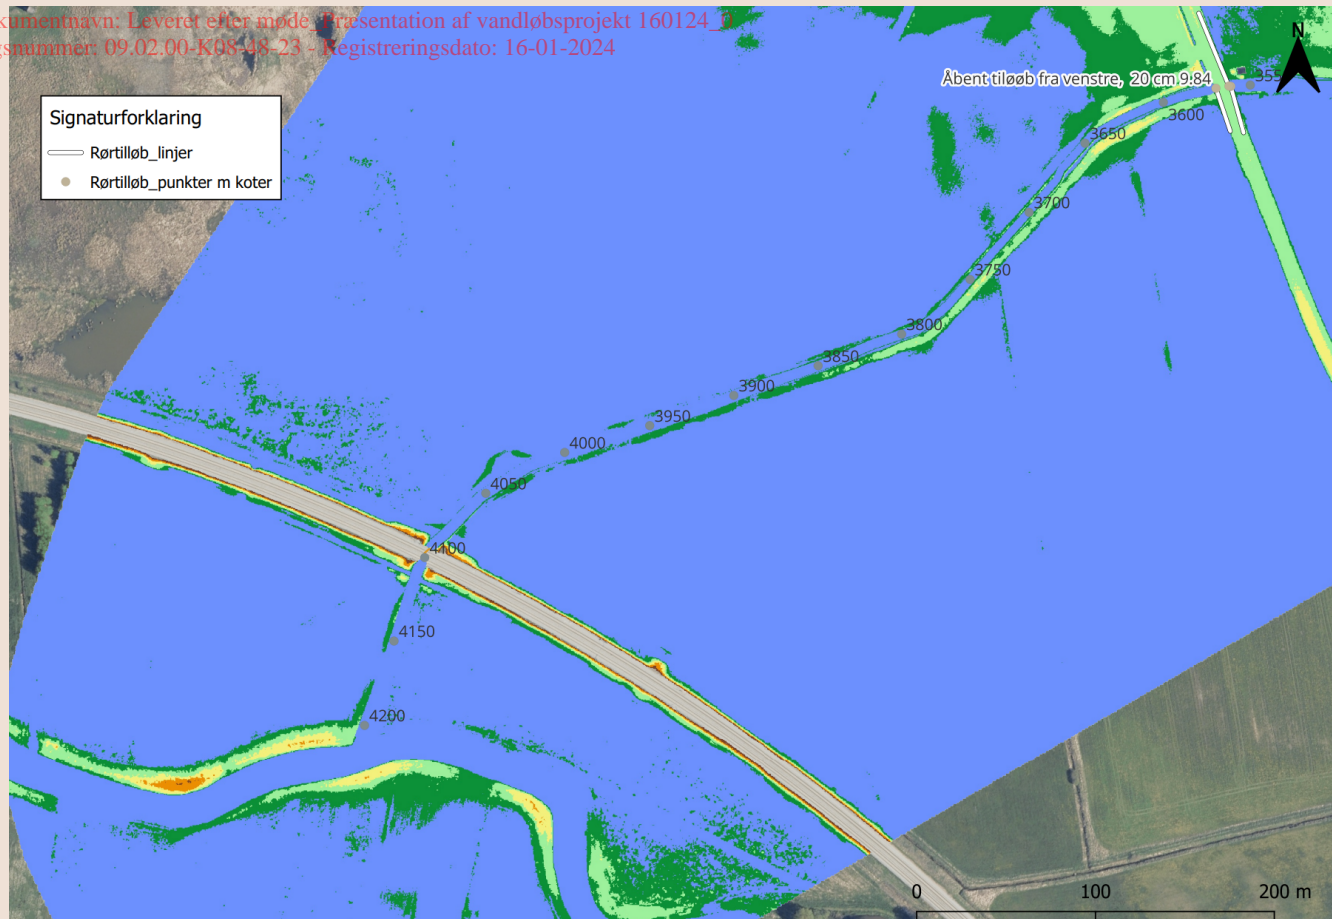 kumentnavn: Leveret efter møde_Præsentation af vandløbsprojekt 160124_0
gsnummer: 09.02.00-K08-48-23 - Registreringsdato: 16-01-2024
N
Åbent tiløøb fra venstre, 20 cm 9.84
3600
3650
Signaturforklaring
Rørtilløb_linjer
Rørtilløb_punkter m koter
3700
3750
3800
3850
3900
3950
4000
4050
4100
4150
4200
0 100 200 m